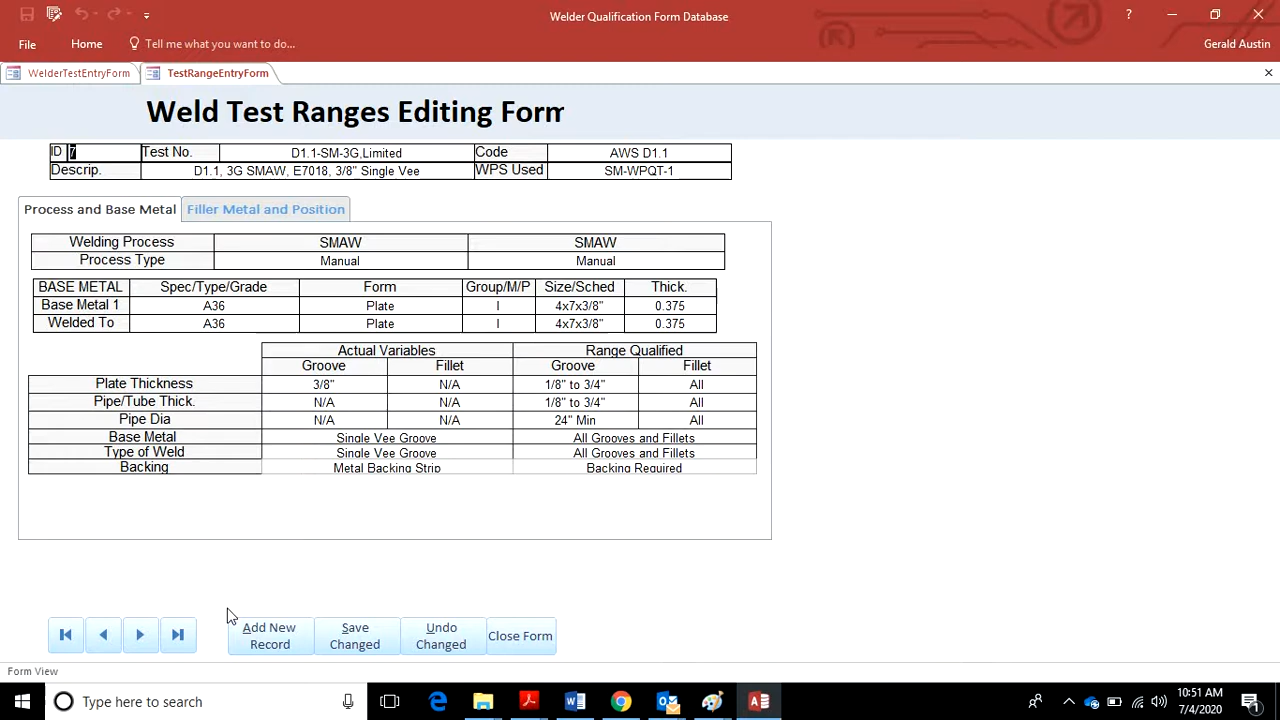 Welder Qualification Form Database
?
File Home Tell me what you want to do... Gerald Austin
WelderTestEntryForm TestRangeEntryForm
Weld Test Ranges Editing Form
ID 7 Test No. D1.1-SM-3G,Limited Code AWS D1.1
Descrip. D1.1, 3G SMAW, E7018, 3/8" Single Vee WPS Used SM-WPQT-1
Process and Base Metal Filler Metal and Position
Welding Process SMAW SMAW
Process Type Manual Manual
BASE METAL Spec/Type/Grade Form Group/M/P Size/Sched Thick.
Base Metal 1 A36 Plate I 4x7x3/8" 0.375
Welded To A36 Plate I 4x7x3/8" 0.375
Actual Variables Range Qualified
Groove Fillet Groove Fillet
Plate Thickness 3/8" N/A 1/8" to 3/4" All
Pipe/Tube Thick. N/A N/A 1/8" to 3/4" All
Pipe Dia N/A N/A 24" Min All
Base Metal Single Vee Groove All Grooves and Fillets
Type of Weld Single Vee Groove All Grooves and Fillets
Backing Metal Backing Strip Backing Required
Add New Record Save Changed Undo Changed Close Form
Form View
Type here to search
10:51 AM
7/4/2020
1